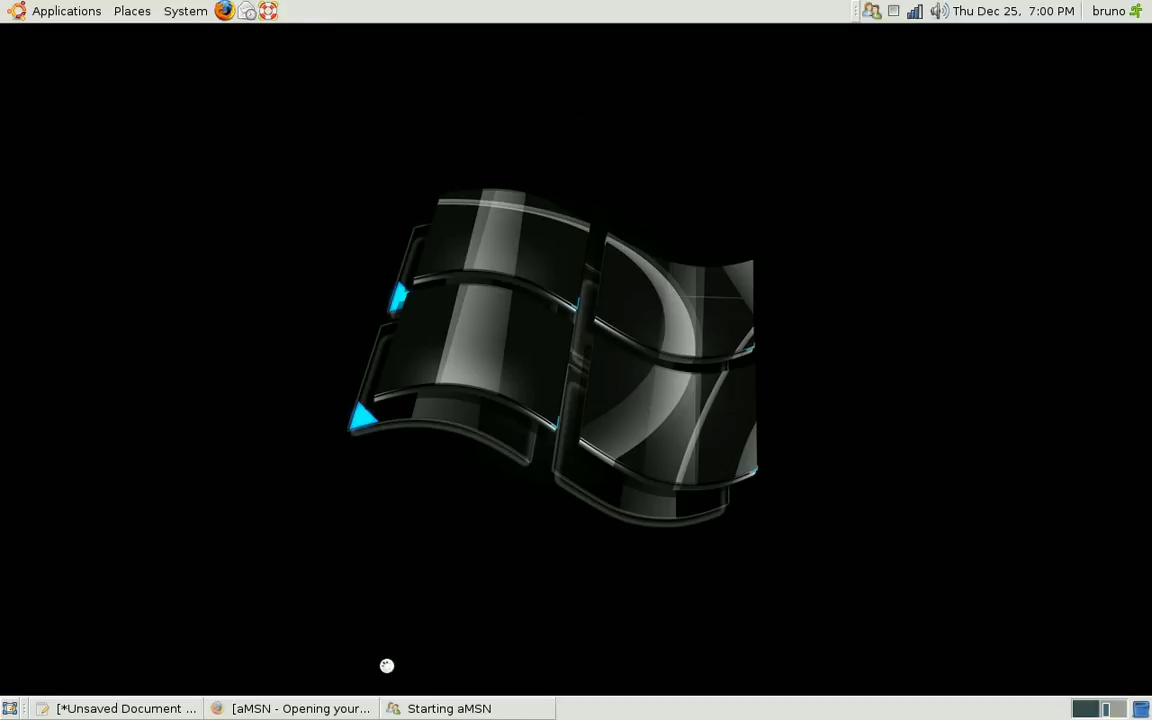 Applications Places System Thu Dec 25, 7:00 PM bruno
[*Unsaved Document ... [aMSN - Opening your... Starting aMSN